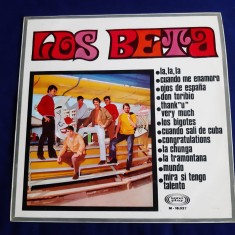 LOS BETA
la, la, la
cuando me enamoro
ojos de españa
don toribio
thank "u"
very much
los bigotes
cuando sali de cuba
congratulations
la chunga
la tramontana
mundo
mira si tengo
talento